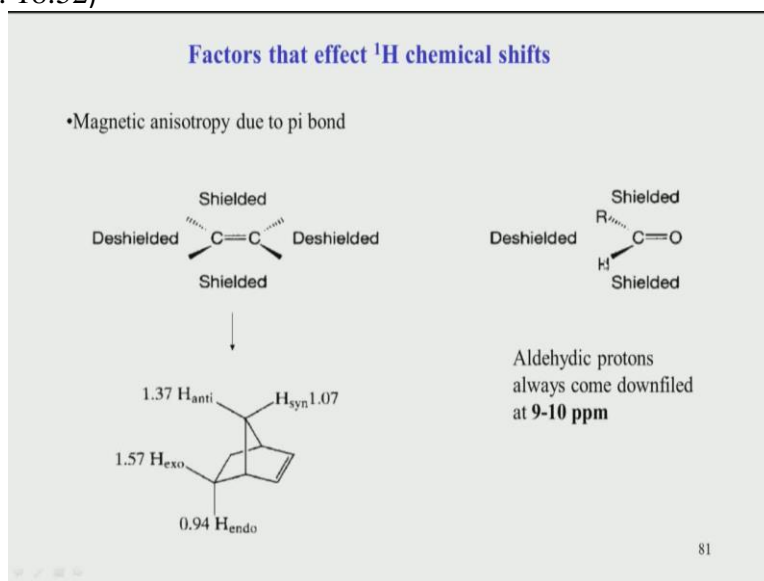 Factors that effect ¹H chemical shifts
•Magnetic anisotropy due to pi bond
Shielded
Deshielded C=C Deshielded
Shielded
Shielded
R
Deshielded C=O
H
Shielded
1.37 Hanti
Hsyn1.07
1.57 Hexo
0.94 Hendo
Aldehydic protons
always come downfiled
at 9-10 ppm
81